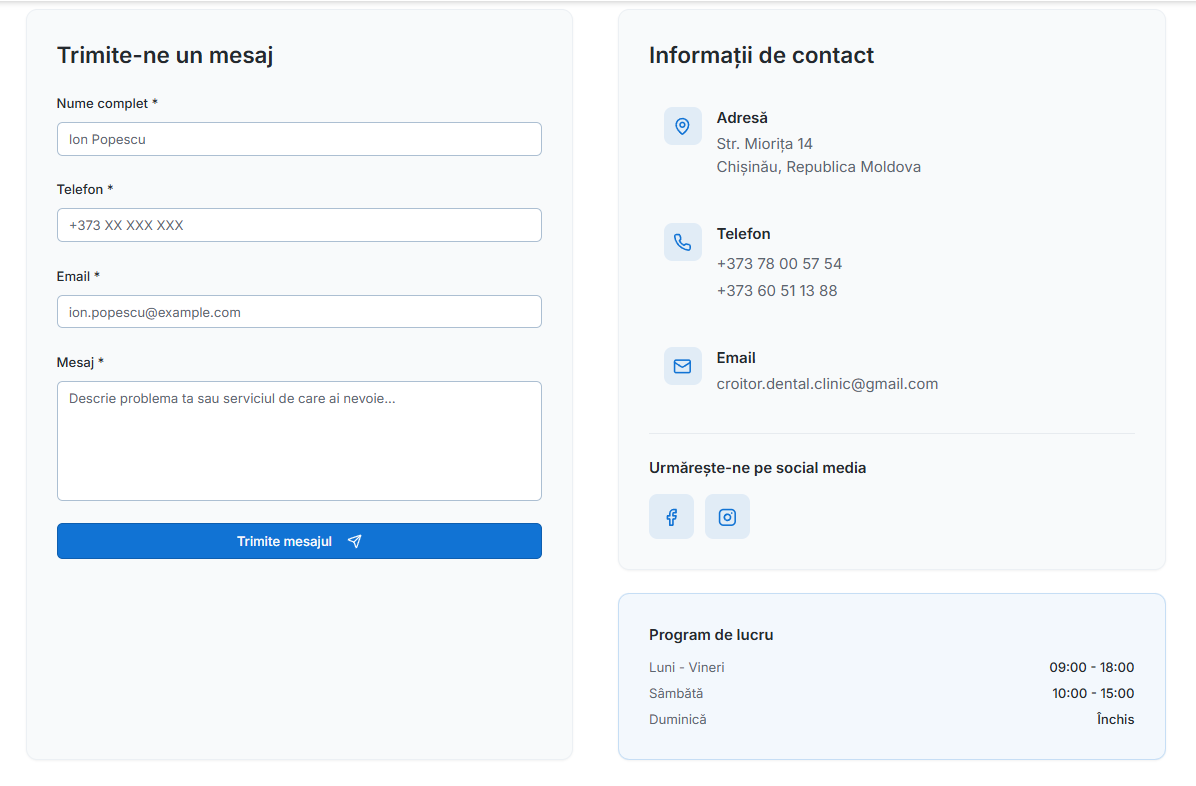 Trimite-ne un mesaj
Nume complet *
Ion Popescu
Telefon *
+373 XX XXX XXX
Email *
ion.popescu@example.com
Mesaj *
Descrie problema ta sau serviciul de care ai nevoie...
Trimite mesajul
Informații de contact
Adresă
Str. Miorița 14
Chișinău, Republica Moldova
Telefon
+373 78 00 57 54
+373 60 51 13 88
Email
croitor.dental.clinic@gmail.com
Urmărește-ne pe social media
Program de lucru
Luni - Vineri 09:00 - 18:00
Sâmbătă 10:00 - 15:00
Duminică Închis